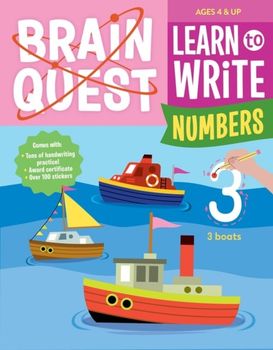 AGES 4 & UP
BRAIN
QUEST
LEARN to
WRiTE
NUMBERS
Comes with:
• Tons of handwriting
practice!
• Award certificate
• Over 100 stickers
3
3 boats